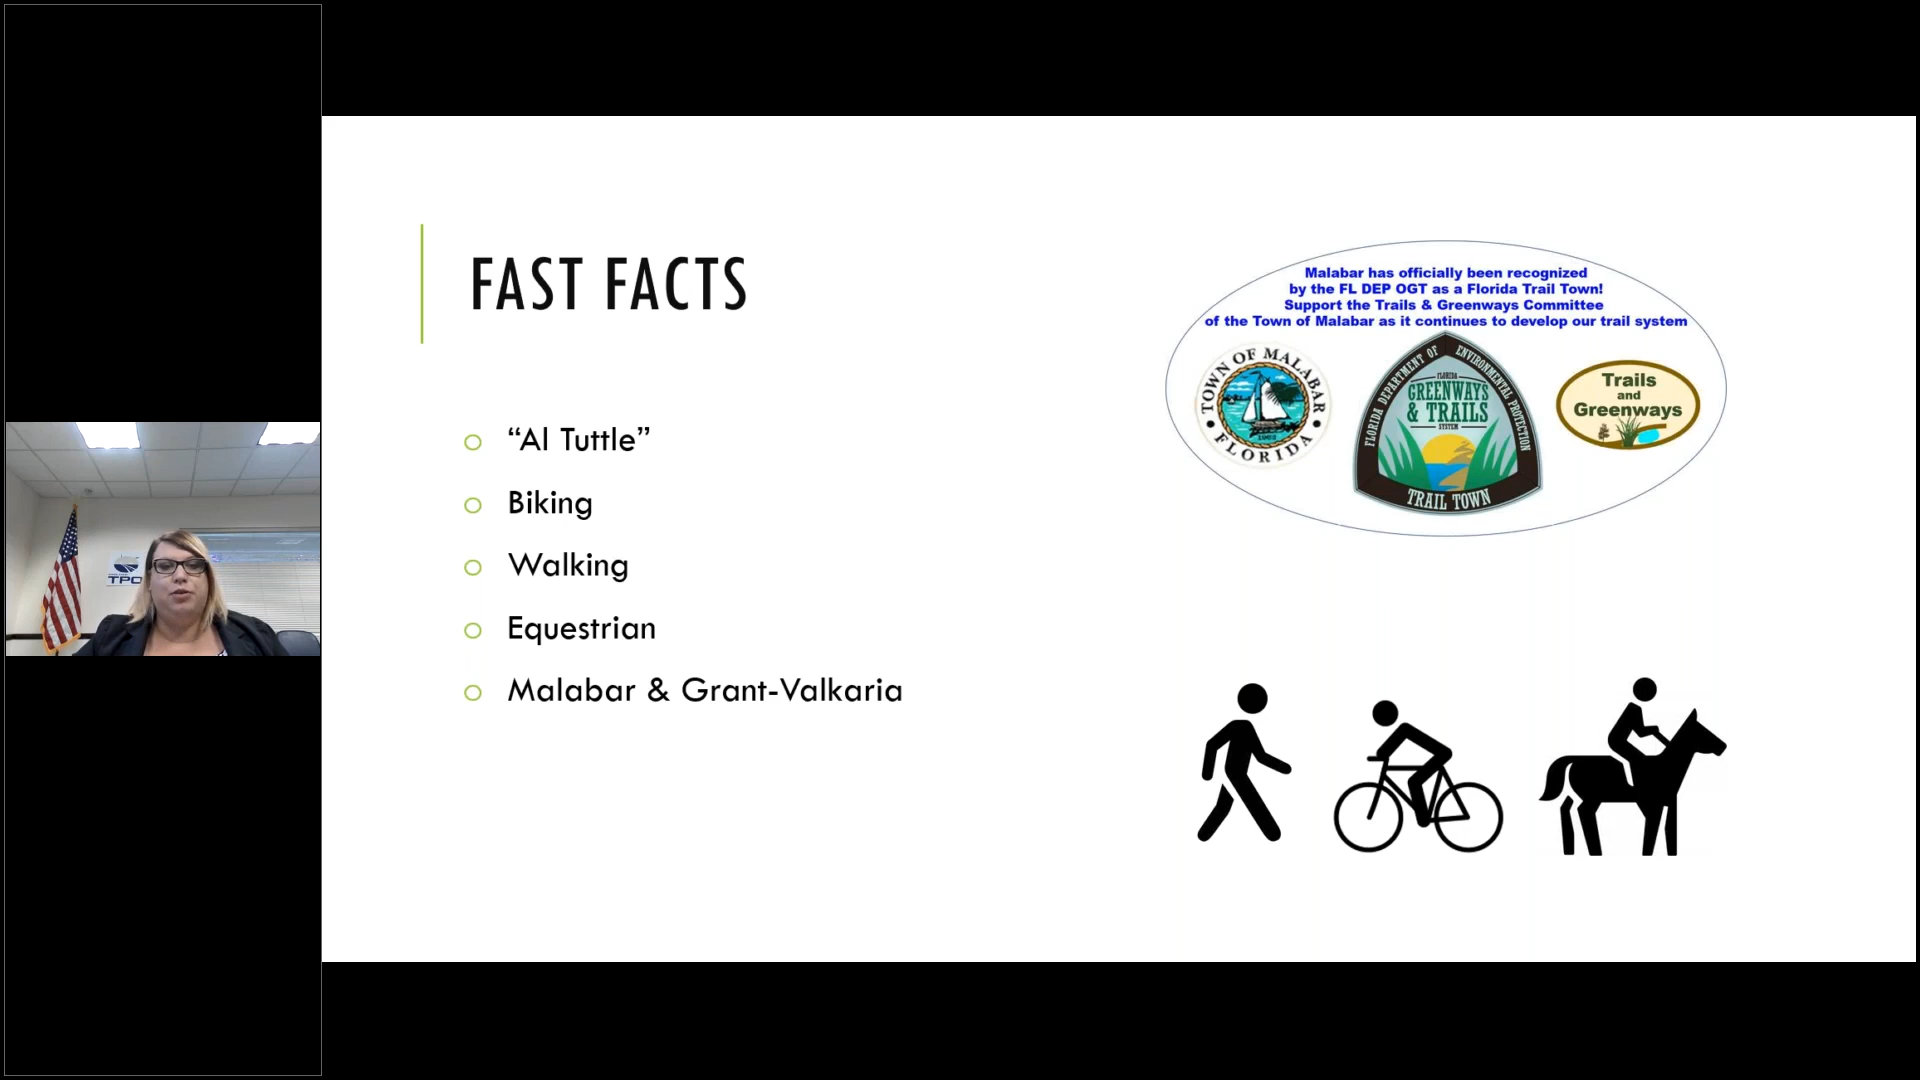 FAST FACTS
“Al Tuttle”
Biking
Walking
Equestrian
Malabar & Grant-Valkaria
Malabar has officially been recognized
by the FL DEP OGT as a Florida Trail Town!
Support the Trails & Greenways Committee
of the Town of Malabar as it continues to develop our trail system
TOWN OF MALABAR
FLORIDA
FLORIDA DEPARTMENT OF ENVIRONMENTAL PROTECTION
FLORIDA
GREENWAYS
& TRAILS
SYSTEM
TRAIL TOWN
Trails
and
Greenways
TPO